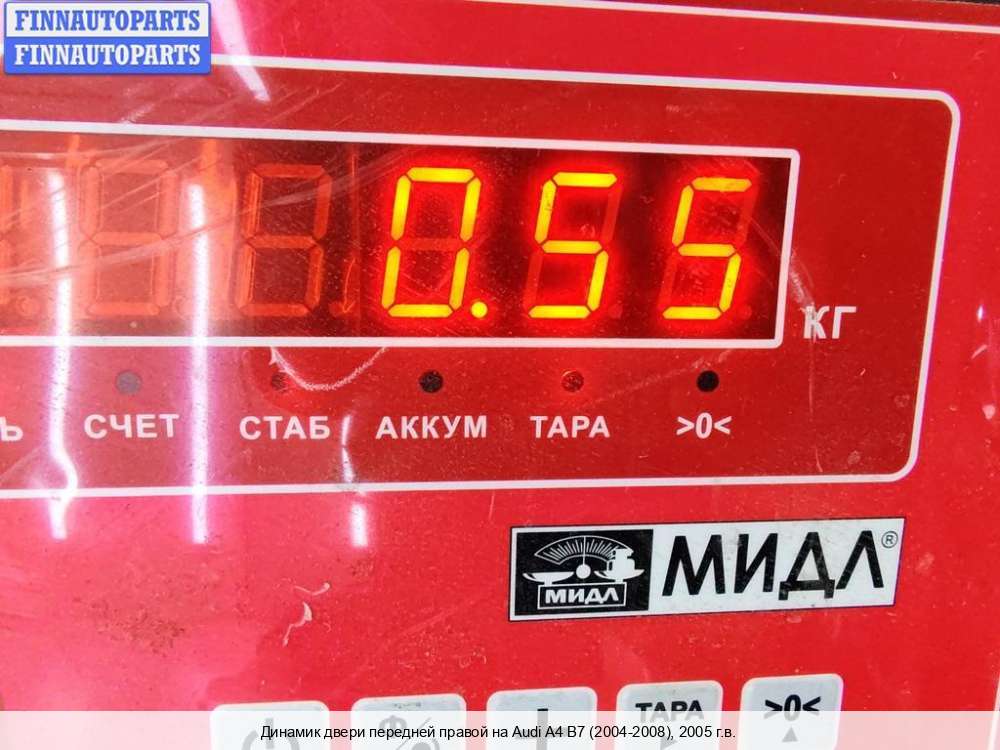 FINNAUTOPARTS
FINNAUTOPARTS
0.55
КГ
Ь СЧЕТ СТАБ АККУМ ТАРА >0<
МИДЛ МИДЛ®
ТАРА >0<
Динамик двери передней правой на Audi A4 B7 (2004-2008), 2005 г.в.